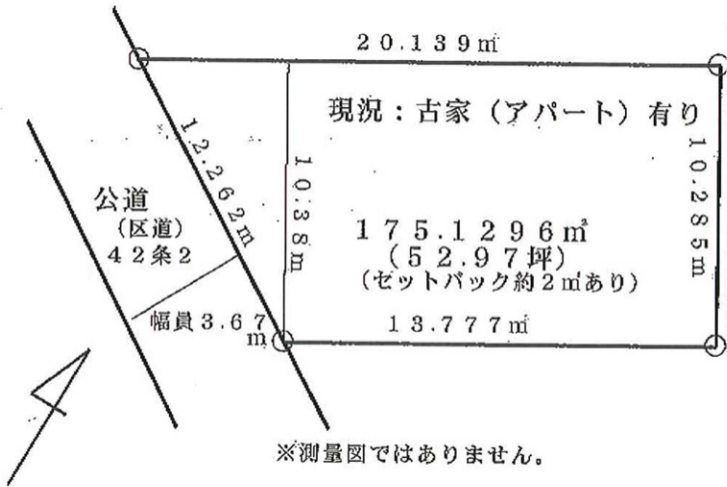 20.139㎡
現況：古家（アパート）有り
12.262m
10.38m
10.285m
公道
（区道）
42条2
175.1296㎡
（52.97坪）
（セットバック約2㎡あり）
幅員3.67
m
13.777㎡
※測量図ではありません。